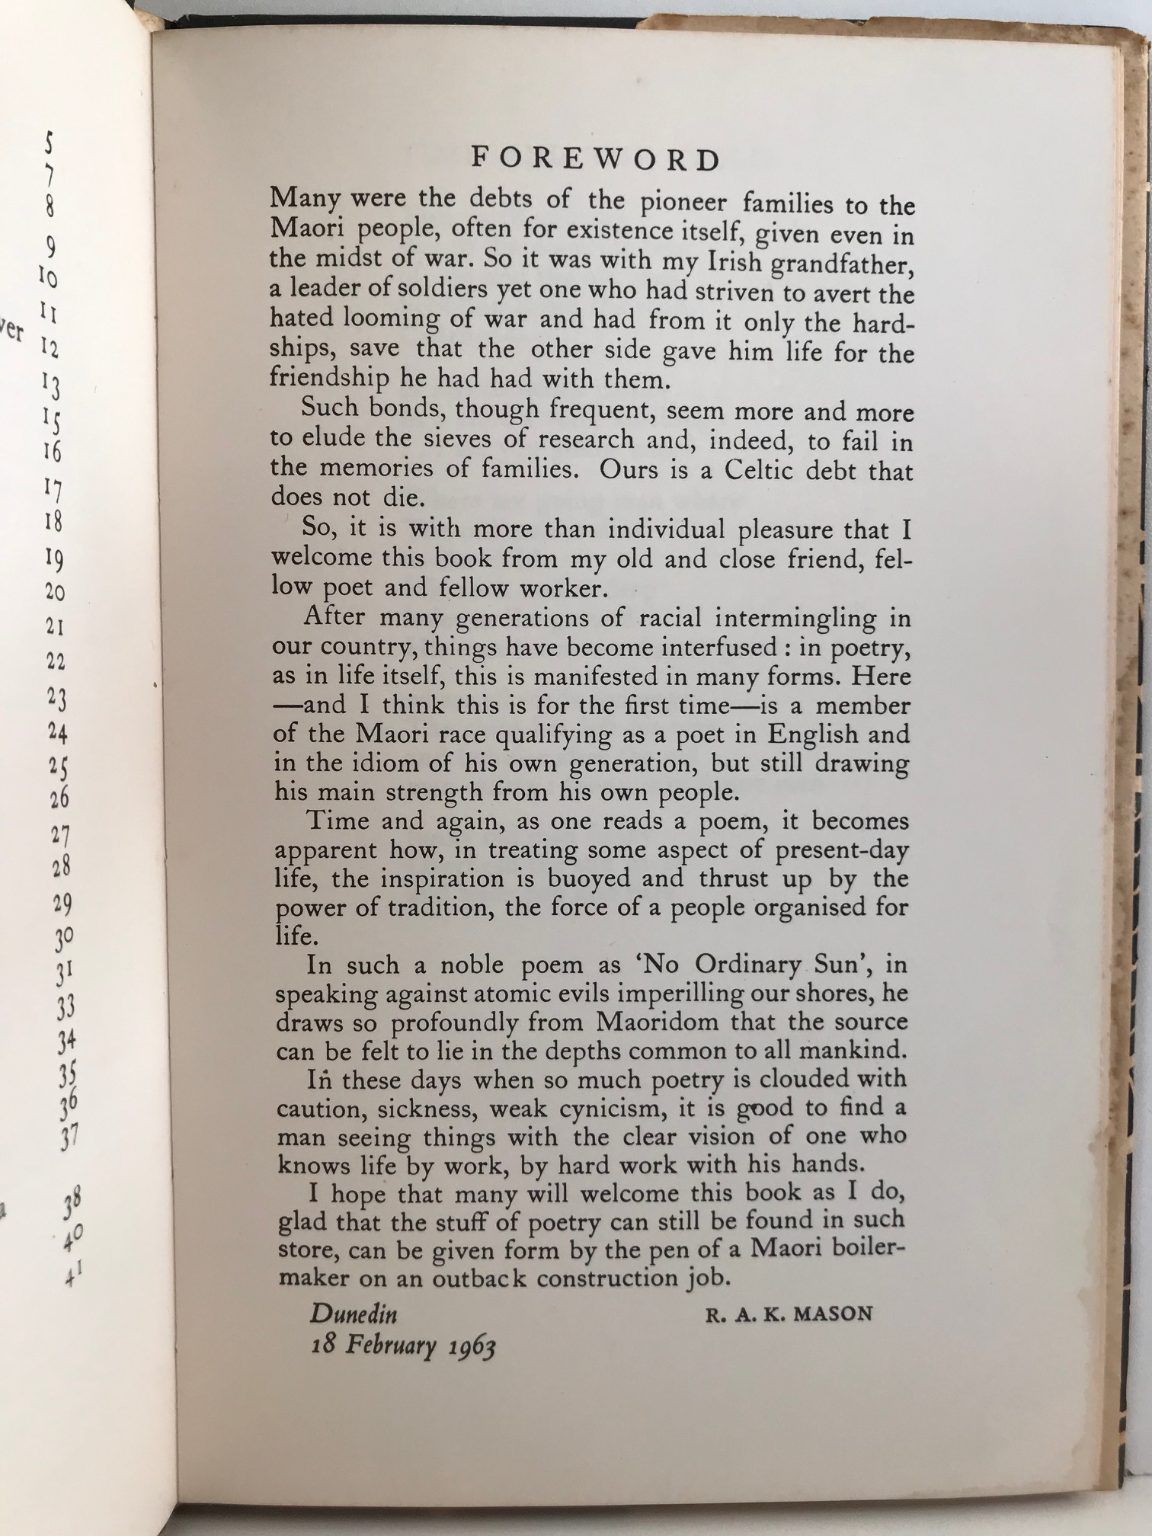 5
7
8
9
10
11
ver 12
13
15
16
17
18
19
20
21
22
23
24
25
26
27
28
29
30
31
33
34
35
36
37
a 38
40
41
FOREWORD
Many were the debts of the pioneer families to the
Maori people, often for existence itself, given even in
the midst of war. So it was with my Irish grandfather,
a leader of soldiers yet one who had striven to avert the
hated looming of war and had from it only the hard-
ships, save that the other side gave him life for the
friendship he had had with them.
Such bonds, though frequent, seem more and more
to elude the sieves of research and, indeed, to fail in
the memories of families. Ours is a Celtic debt that
does not die.
So, it is with more than individual pleasure that I
welcome this book from my old and close friend, fel-
low poet and fellow worker.
After many generations of racial intermingling in
our country, things have become interfused : in poetry,
as in life itself, this is manifested in many forms. Here
—and I think this is for the first time—is a member
of the Maori race qualifying as a poet in English and
in the idiom of his own generation, but still drawing
his main strength from his own people.
Time and again, as one reads a poem, it becomes
apparent how, in treating some aspect of present-day
life, the inspiration is buoyed and thrust up by the
power of tradition, the force of a people organised for
life.
In such a noble poem as ‘No Ordinary Sun’, in
speaking against atomic evils imperilling our shores, he
draws so profoundly from Maoridom that the source
can be felt to lie in the depths common to all mankind.
In these days when so much poetry is clouded with
caution, sickness, weak cynicism, it is good to find a
man seeing things with the clear vision of one who
knows life by work, by hard work with his hands.
I hope that many will welcome this book as I do,
glad that the stuff of poetry can still be found in such
store, can be given form by the pen of a Maori boiler-
maker on an outback construction job.
Dunedin R. A. K. MASON
18 February 1963